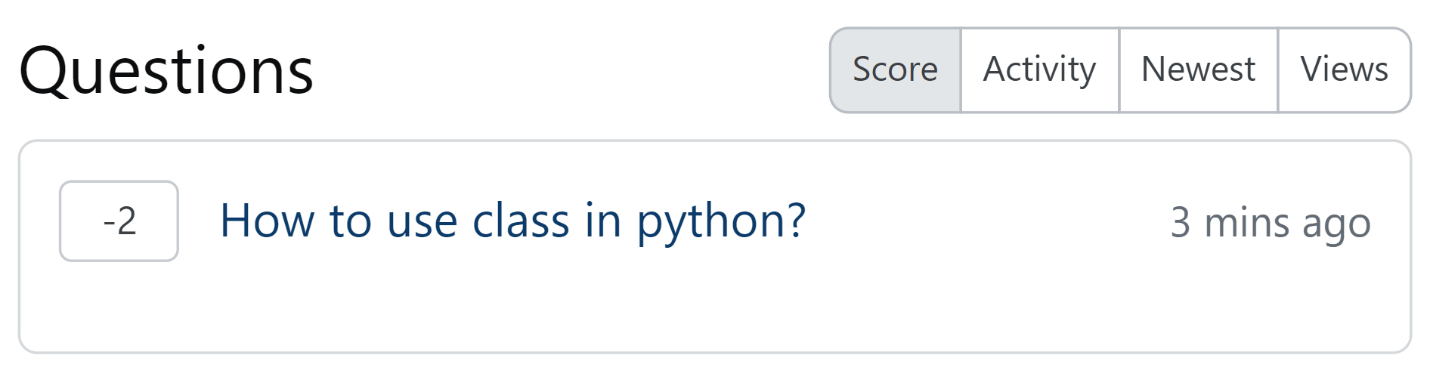 Questions
Score Activity Newest Views
-2 How to use class in python? 3 mins ago